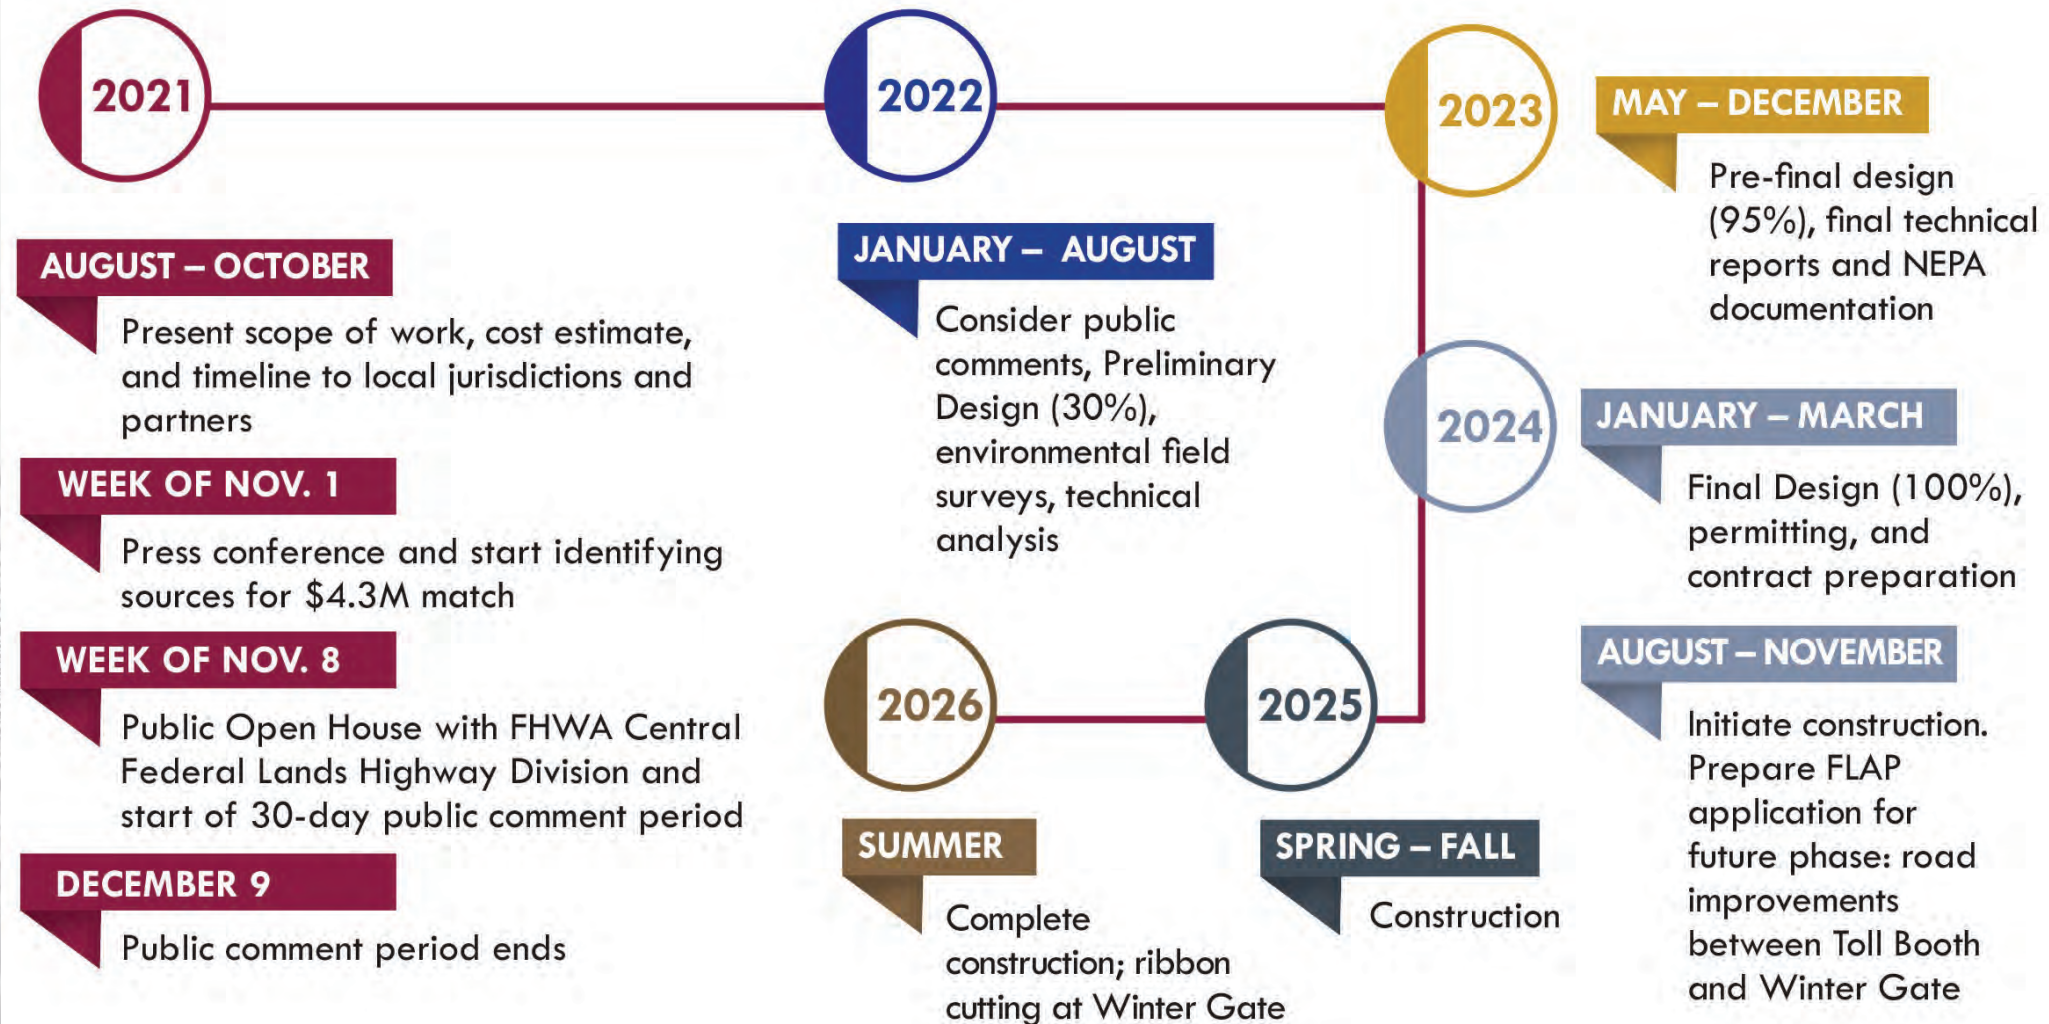 2021
AUGUST – OCTOBER
Present scope of work, cost estimate,
and timeline to local jurisdictions and
partners
WEEK OF NOV. 1
Press conference and start identifying
sources for $4.3M match
WEEK OF NOV. 8
Public Open House with FHWA Central
Federal Lands Highway Division and
start of 30-day public comment period
DECEMBER 9
Public comment period ends
2022
JANUARY – AUGUST
Consider public
comments, Preliminary
Design (30%),
environmental field
surveys, technical
analysis
2023
MAY – DECEMBER
Pre-final design
(95%), final technical
reports and NEPA
documentation
2024
JANUARY – MARCH
Final Design (100%),
permitting, and
contract preparation
AUGUST – NOVEMBER
Initiate construction.
Prepare FLAP
application for
future phase: road
improvements
between Toll Booth
and Winter Gate
2025
SPRING – FALL
Construction
2026
SUMMER
Complete
construction; ribbon
cutting at Winter Gate